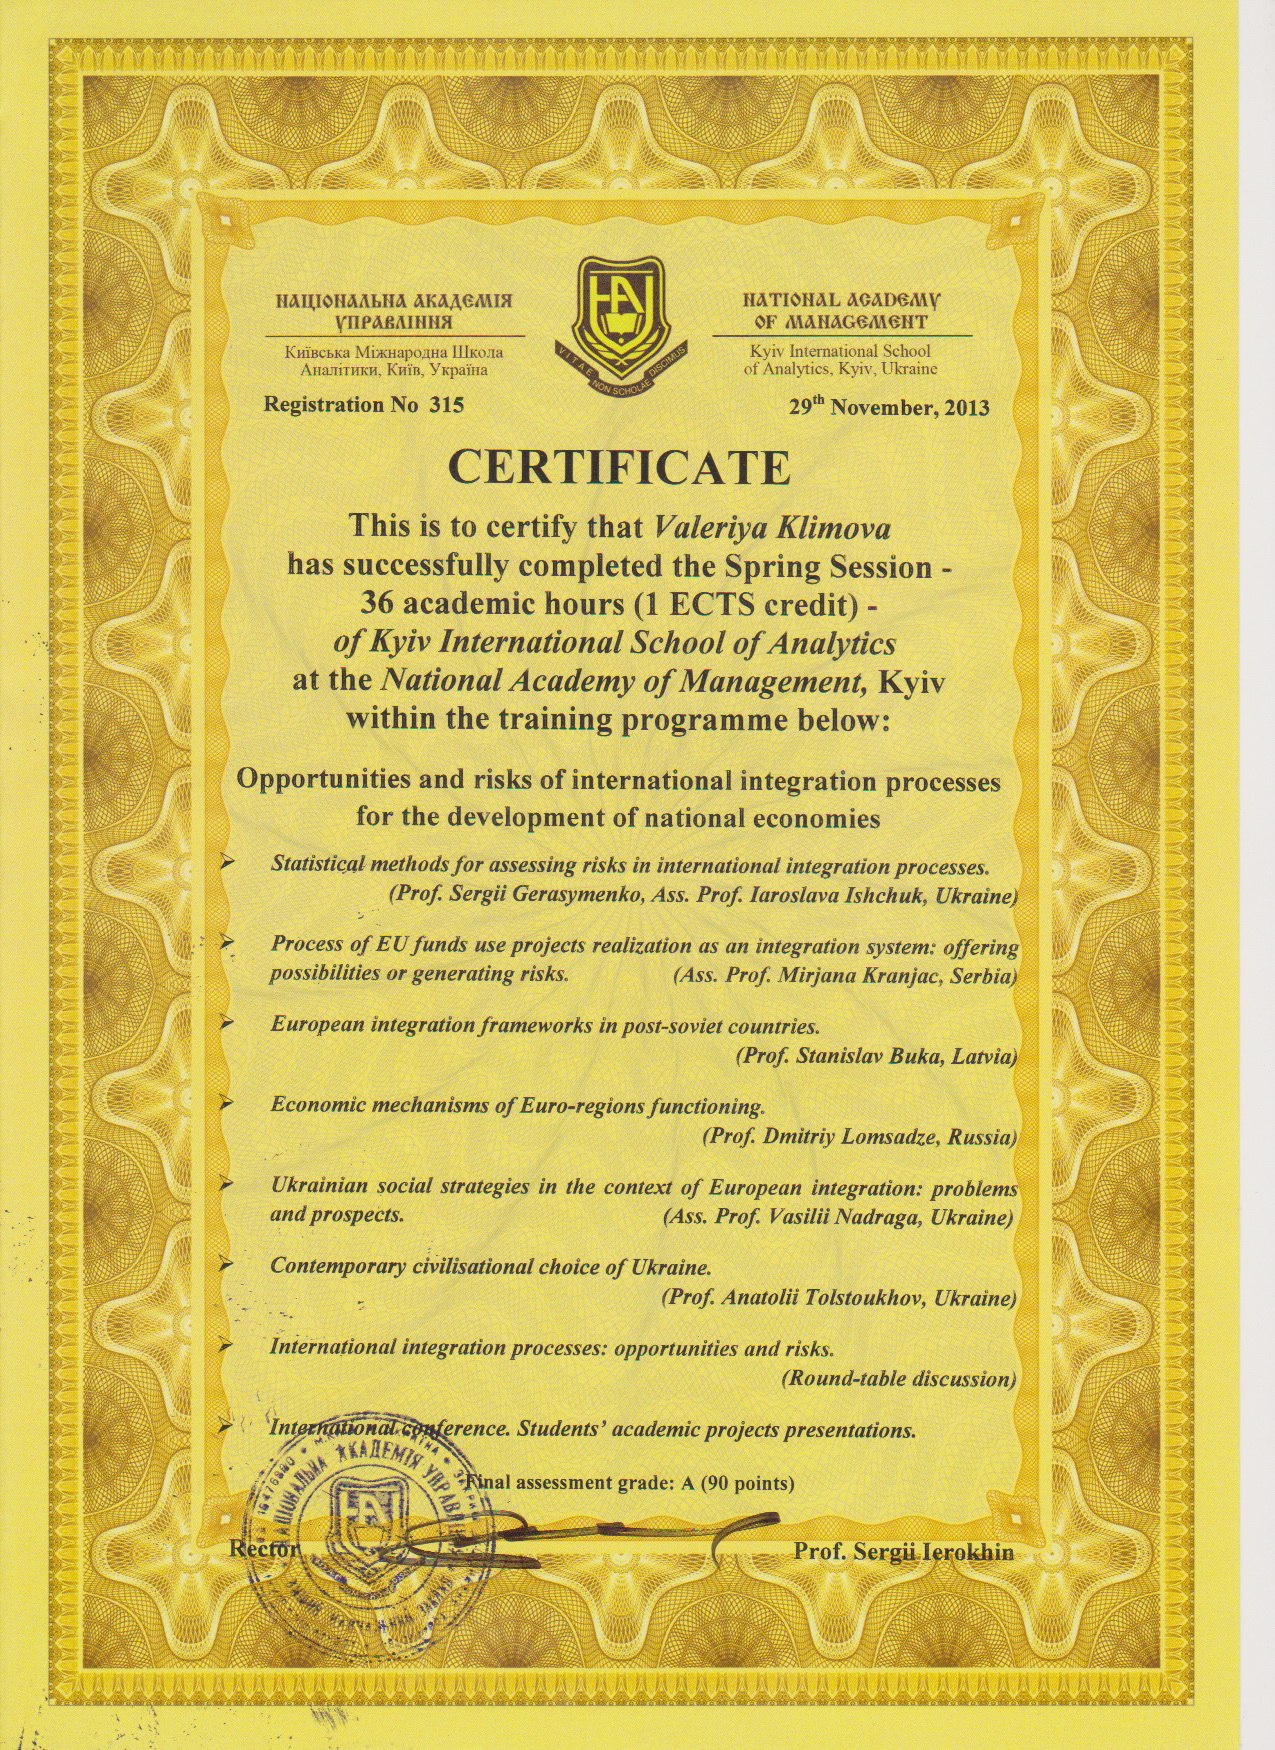 НАЦІОНАЛЬНА АКАДЕМІЯ
УПРАВЛІННЯ
Київська Міжнародна Школа
Аналітики, Київ, Україна
VITAE NON SCHOLAE DISCIMUS
NATIONAL ACADEMY
OF MANAGEMENT
Kyiv International School
of Analytics, Kyiv, Ukraine
Registration No 315
29th November, 2013
CERTIFICATE
This is to certify that Valeriya Klimova
has successfully completed the Spring Session -
36 academic hours (1 ECTS credit) -
of Kyiv International School of Analytics
at the National Academy of Management, Kyiv
within the training programme below:
Opportunities and risks of international integration processes
for the development of national economies
➢ Statistical methods for assessing risks in international integration processes.
(Prof. Sergii Gerasymenko, Ass. Prof. Iaroslava Ishchuk, Ukraine)
➢ Process of EU funds use projects realization as an integration system: offering
possibilities or generating risks. (Ass. Prof. Mirjana Kranjac, Serbia)
➢ European integration frameworks in post-soviet countries.
(Prof. Stanislav Buka, Latvia)
➢ Economic mechanisms of Euro-regions functioning.
(Prof. Dmitriy Lomsadze, Russia)
➢ Ukrainian social strategies in the context of European integration: problems
and prospects. (Ass. Prof. Vasilii Nadraga, Ukraine)
➢ Contemporary civilisational choice of Ukraine.
(Prof. Anatolii Tolstoukhov, Ukraine)
➢ International integration processes: opportunities and risks.
(Round-table discussion)
➢ International conference. Students' academic projects presentations.
Final assessment grade: A (90 points)
НАЦІОНАЛЬНА АКАДЕМІЯ
Rector
Prof. Sergii Ierokhin